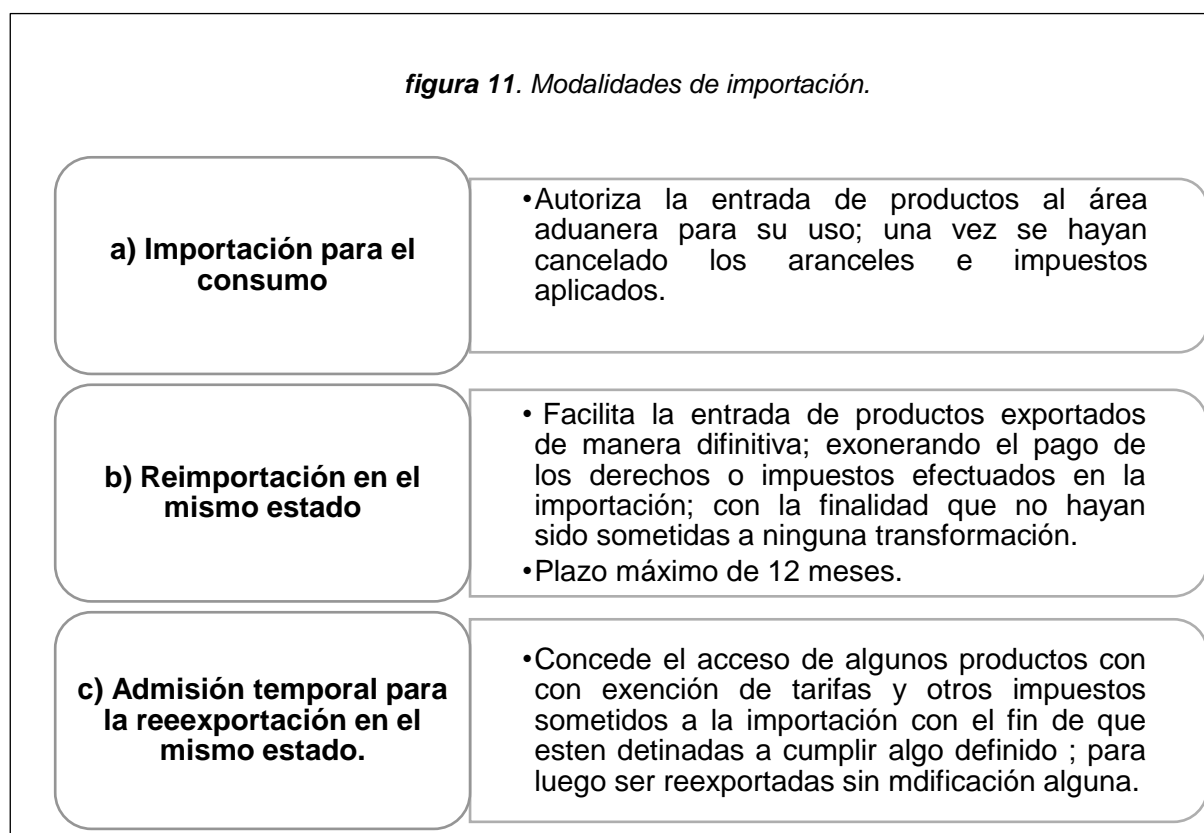 figura 11. Modalidades de importación.
a) Importación para el
consumo
•Autoriza la entrada de productos al área
aduanera para su uso; una vez se hayan
cancelado los aranceles e impuestos
aplicados.
b) Reimportación en el
mismo estado
• Facilita la entrada de productos exportados
de manera difinitiva; exonerando el pago de
los derechos o impuestos efectuados en la
importación; con la finalidad que no hayan
sido sometidas a ninguna transformación.
•Plazo máximo de 12 meses.
c) Admisión temporal para
la reeexportación en el
mismo estado.
•Concede el acceso de algunos productos con
con exención de tarifas y otros impuestos
sometidos a la importación con el fin de que
esten detinadas a cumplir algo definido ; para
luego ser reexportadas sin mdificación alguna.